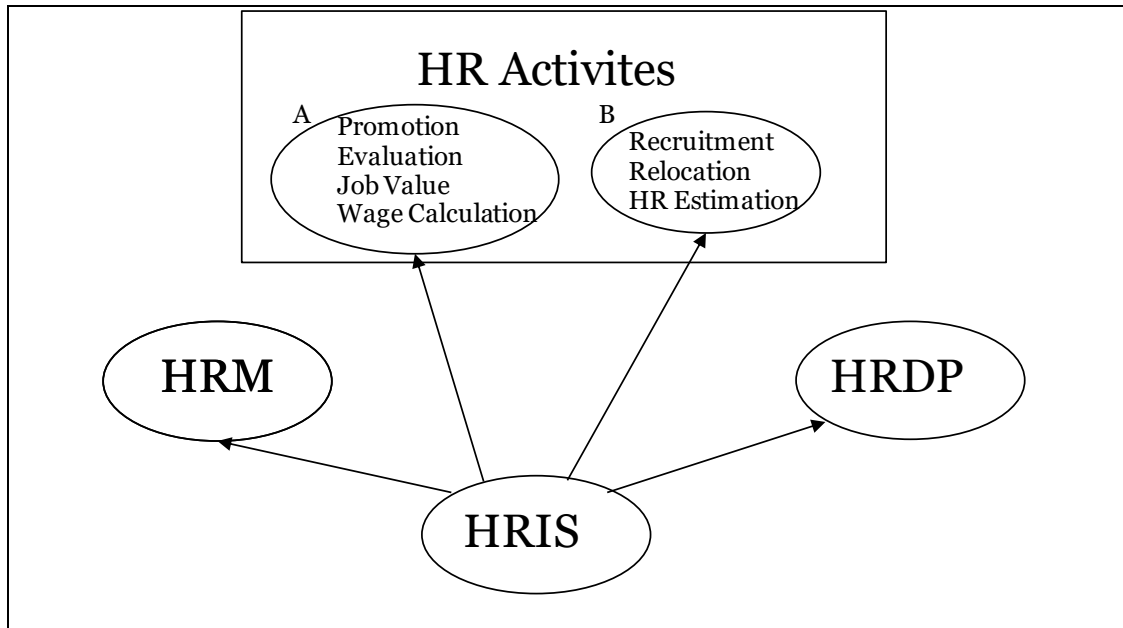 HR Activites
A
Promotion
Evaluation
Job Value
Wage Calculation
B
Recruitment
Relocation
HR Estimation
HRM
HRDP
HRIS